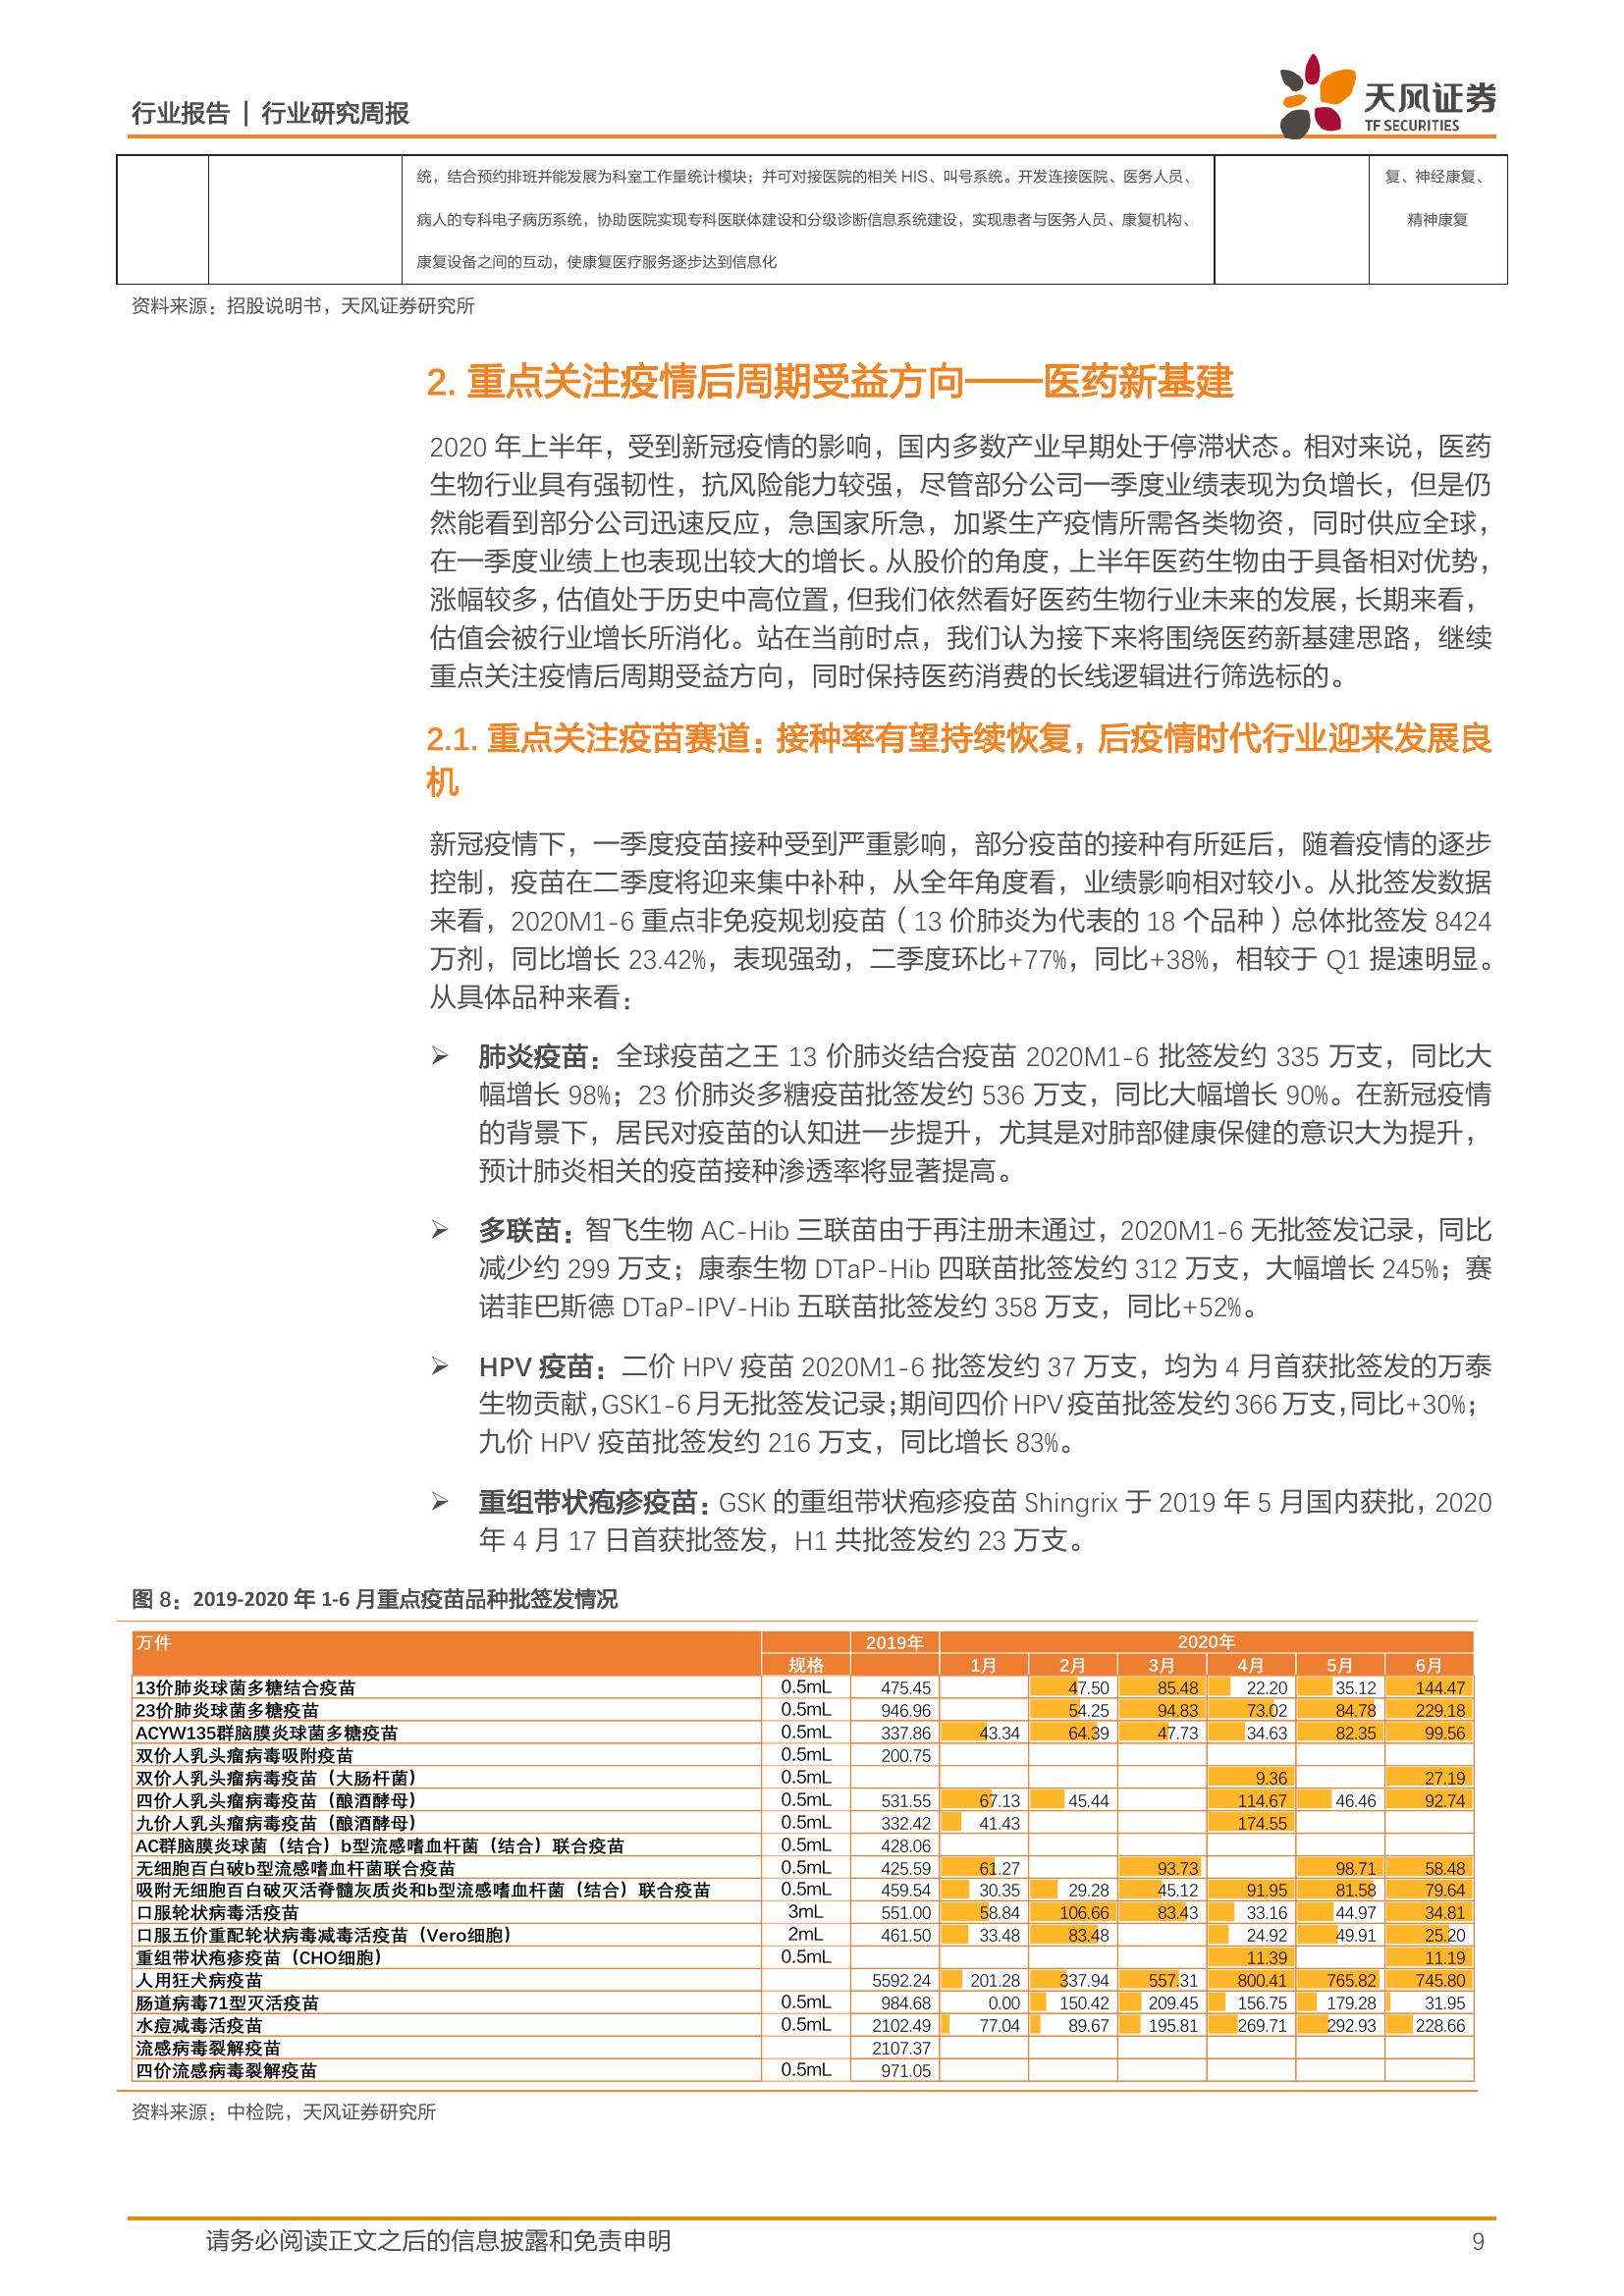 行业报告 | 行业研究周报
天风证券
TF SECURITIES
统，结合预约排班并能发展为科室工作量统计模块；并可对接医院的相关 HIS、叫号系统。开发连接医院、医务人员、
病人的专科电子病历系统，协助医院实现专科医联体建设和分级诊断信息系统建设，实现患者与医务人员、康复机构、
康复设备之间的互动，使康复医疗服务逐步达到信息化
复、神经康复、
精神康复
资料来源：招股说明书，天风证券研究所
2. 重点关注疫情后周期受益方向——医药新基建
2020 年上半年，受到新冠疫情的影响，国内多数产业早期处于停滞状态。相对来说，医药
生物行业具有强韧性，抗风险能力较强，尽管部分公司一季度业绩表现为负增长，但是仍
然能看到部分公司迅速反应，急国家所急，加紧生产疫情所需各类物资，同时供应全球，
在一季度业绩上也表现出较大的增长。从股价的角度，上半年医药生物由于具备相对优势，
涨幅较多，估值处于历史中高位置，但我们依然看好医药生物行业未来的发展，长期来看，
估值会被行业增长所消化。站在当前时点，我们认为接下来将围绕医药新基建思路，继续
重点关注疫情后周期受益方向，同时保持医药消费的长线逻辑进行筛选标的。
2.1. 重点关注疫苗赛道：接种率有望持续恢复，后疫情时代行业迎来发展良
机
新冠疫情下，一季度疫苗接种受到严重影响，部分疫苗的接种有所延后，随着疫情的逐步
控制，疫苗在二季度将迎来集中补种，从全年角度看，业绩影响相对较小。从批签发数据
来看，2020M1-6 重点非免疫规划疫苗（13 价肺炎为代表的 18 个品种）总体批签发 8424
万剂，同比增长 23.42%，表现强劲，二季度环比+77%，同比+38%，相较于 Q1 提速明显。
从具体品种来看：
➢ 肺炎疫苗：全球疫苗之王 13 价肺炎结合疫苗 2020M1-6 批签发约 335 万支，同比大
幅增长 98%；23 价肺炎多糖疫苗批签发约 536 万支，同比大幅增长 90%。在新冠疫情
的背景下，居民对疫苗的认知进一步提升，尤其是对肺部健康保健的意识大为提升，
预计肺炎相关的疫苗接种渗透率将显著提高。
➢ 多联苗：智飞生物 AC-Hib 三联苗由于再注册未通过，2020M1-6 无批签发记录，同比
减少约 299 万支；康泰生物 DTaP-Hib 四联苗批签发约 312 万支，大幅增长 245%；赛
诺菲巴斯德 DTaP-IPV-Hib 五联苗批签发约 358 万支，同比+52%。
➢ HPV 疫苗：二价 HPV 疫苗 2020M1-6 批签发约 37 万支，均为 4 月首获批签发的万泰
生物贡献，GSK1-6 月无批签发记录；期间四价 HPV 疫苗批签发约 366 万支，同比+30%；
九价 HPV 疫苗批签发约 216 万支，同比增长 83%。
➢ 重组带状疱疹疫苗：GSK 的重组带状疱疹疫苗 Shingrix 于 2019 年 5 月国内获批，2020
年 4 月 17 日首获批签发，H1 共批签发约 23 万支。
图 8：2019-2020 年 1-6 月重点疫苗品种批签发情况
万件 2019年 2020年
规格 1月 2月 3月 4月 5月 6月
13价肺炎球菌多糖结合疫苗 0.5mL 475.45 47.50 85.48 22.20 35.12 144.47
23价肺炎球菌多糖疫苗 0.5mL 946.96 54.25 94.83 73.02 84.78 229.18
ACYW135群脑膜炎球菌多糖疫苗 0.5mL 337.86 43.34 64.39 47.73 34.63 82.35 99.56
双价人乳头瘤病毒吸附疫苗 0.5mL 200.75
双价人乳头瘤病毒疫苗（大肠杆菌） 0.5mL 9.36 27.19
四价人乳头瘤病毒疫苗（酿酒酵母） 0.5mL 531.55 67.13 45.44 114.67 46.46 92.74
九价人乳头瘤病毒疫苗（酿酒酵母） 0.5mL 332.42 41.43 174.55
AC群脑膜炎球菌（结合）b型流感嗜血杆菌（结合）联合疫苗 0.5mL 428.06
无细胞百白破b型流感嗜血杆菌联合疫苗 0.5mL 425.59 61.27 93.73 98.71 58.48
吸附无细胞百白破灭活脊髓灰质炎和b型流感嗜血杆菌（结合）联合疫苗 0.5mL 459.54 30.35 29.28 45.12 91.95 81.58 79.64
口服轮状病毒活疫苗 3mL 551.00 58.84 106.66 83.43 33.16 44.97 34.81
口服五价重配轮状病毒减毒活疫苗（Vero细胞） 2mL 461.50 33.48 83.48 24.92 49.91 25.20
重组带状疱疹疫苗（CHO细胞） 0.5mL 11.39 11.19
人用狂犬病疫苗 5592.24 201.28 337.94 557.31 800.41 765.82 745.80
肠道病毒71型灭活疫苗 0.5mL 984.68 0.00 150.42 209.45 156.75 179.28 31.95
水痘减毒活疫苗 0.5mL 2102.49 77.04 89.67 195.81 269.71 292.93 228.66
流感病毒裂解疫苗 2107.37
四价流感病毒裂解疫苗 0.5mL 971.05
资料来源：中检院，天风证券研究所
请务必阅读正文之后的信息披露和免责申明 9